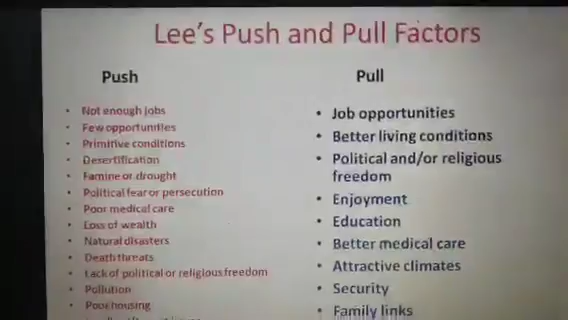 Lee's Push and Pull Factors
Push
Not enough jobs
Few opportunities
Primitive conditions
Desertification
Famine or drought
Political fear or persecution
Poor medical care
Loss of wealth
Natural disasters
Death threats
Lack of political or religious freedom
Pollution
Poor housing
Pull
Job opportunities
Better living conditions
Political and/or religious
freedom
Enjoyment
Education
Better medical care
Attractive climates
Security
Family links